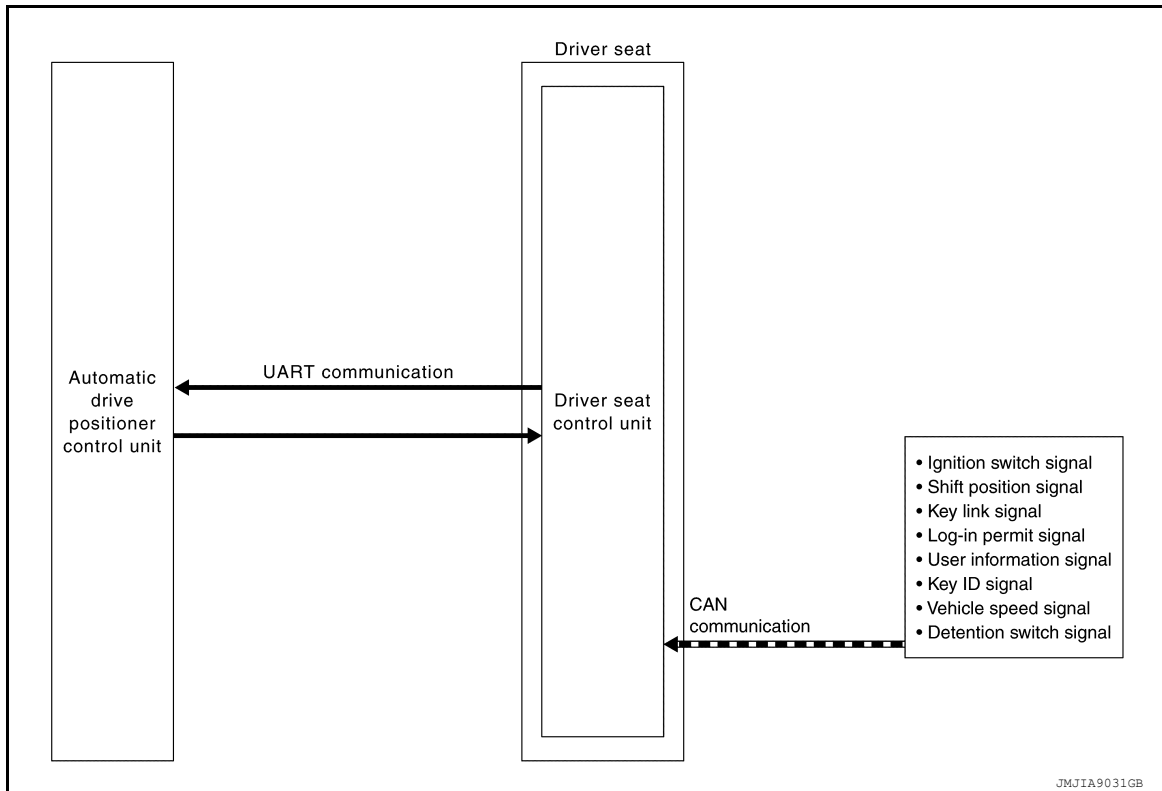 Driver seat
Automatic
drive
positioner
control unit
UART communication
Driver seat
control unit
CAN
communication
• Ignition switch signal
• Shift position signal
• Key link signal
• Log-in permit signal
• User information signal
• Key ID signal
• Vehicle speed signal
• Detention switch signal
JMJIA9031GB